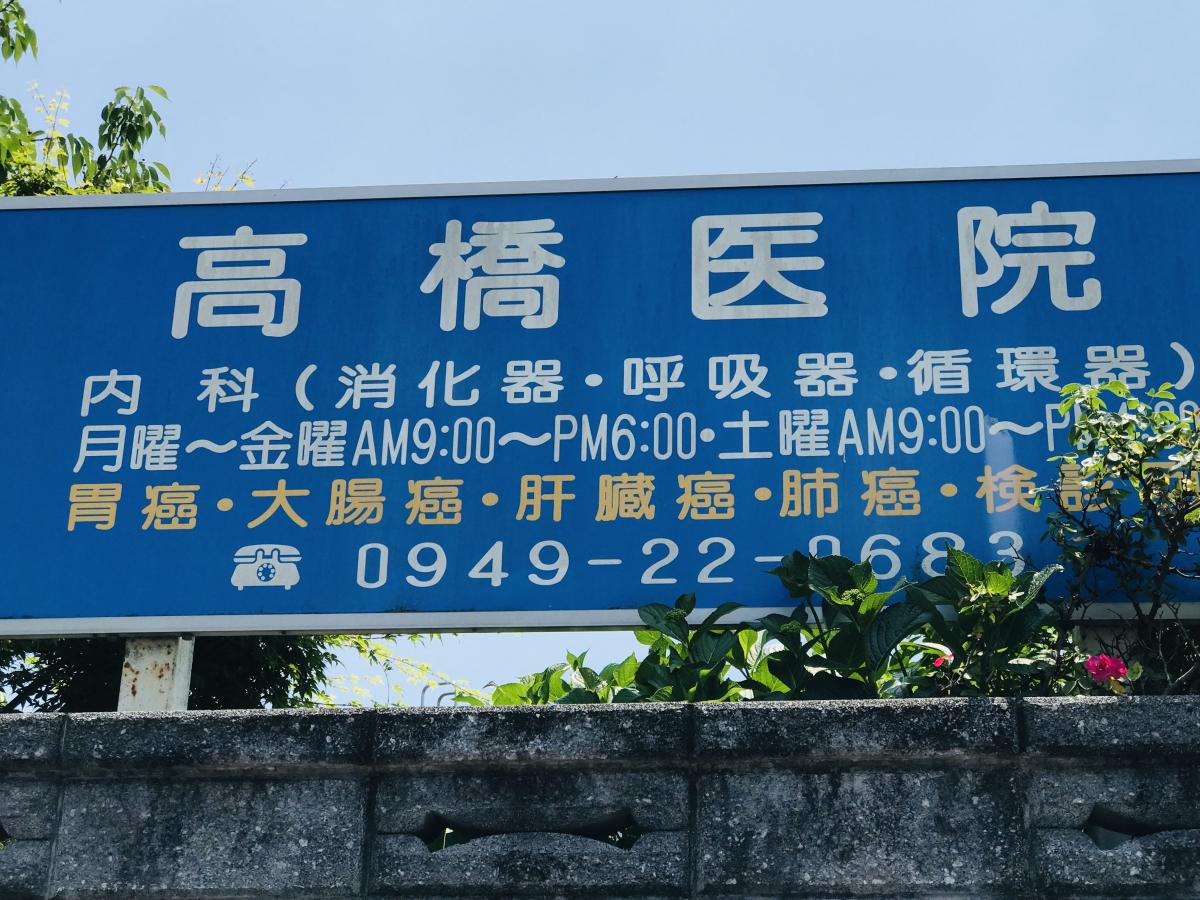 高橋医院
内科(消化器・呼吸器・循環器)
月曜〜金曜AM9:00〜PM6:00・土曜AM9:00〜
胃癌・大腸癌・肝臓癌・肺癌・検診
0949-22-0683